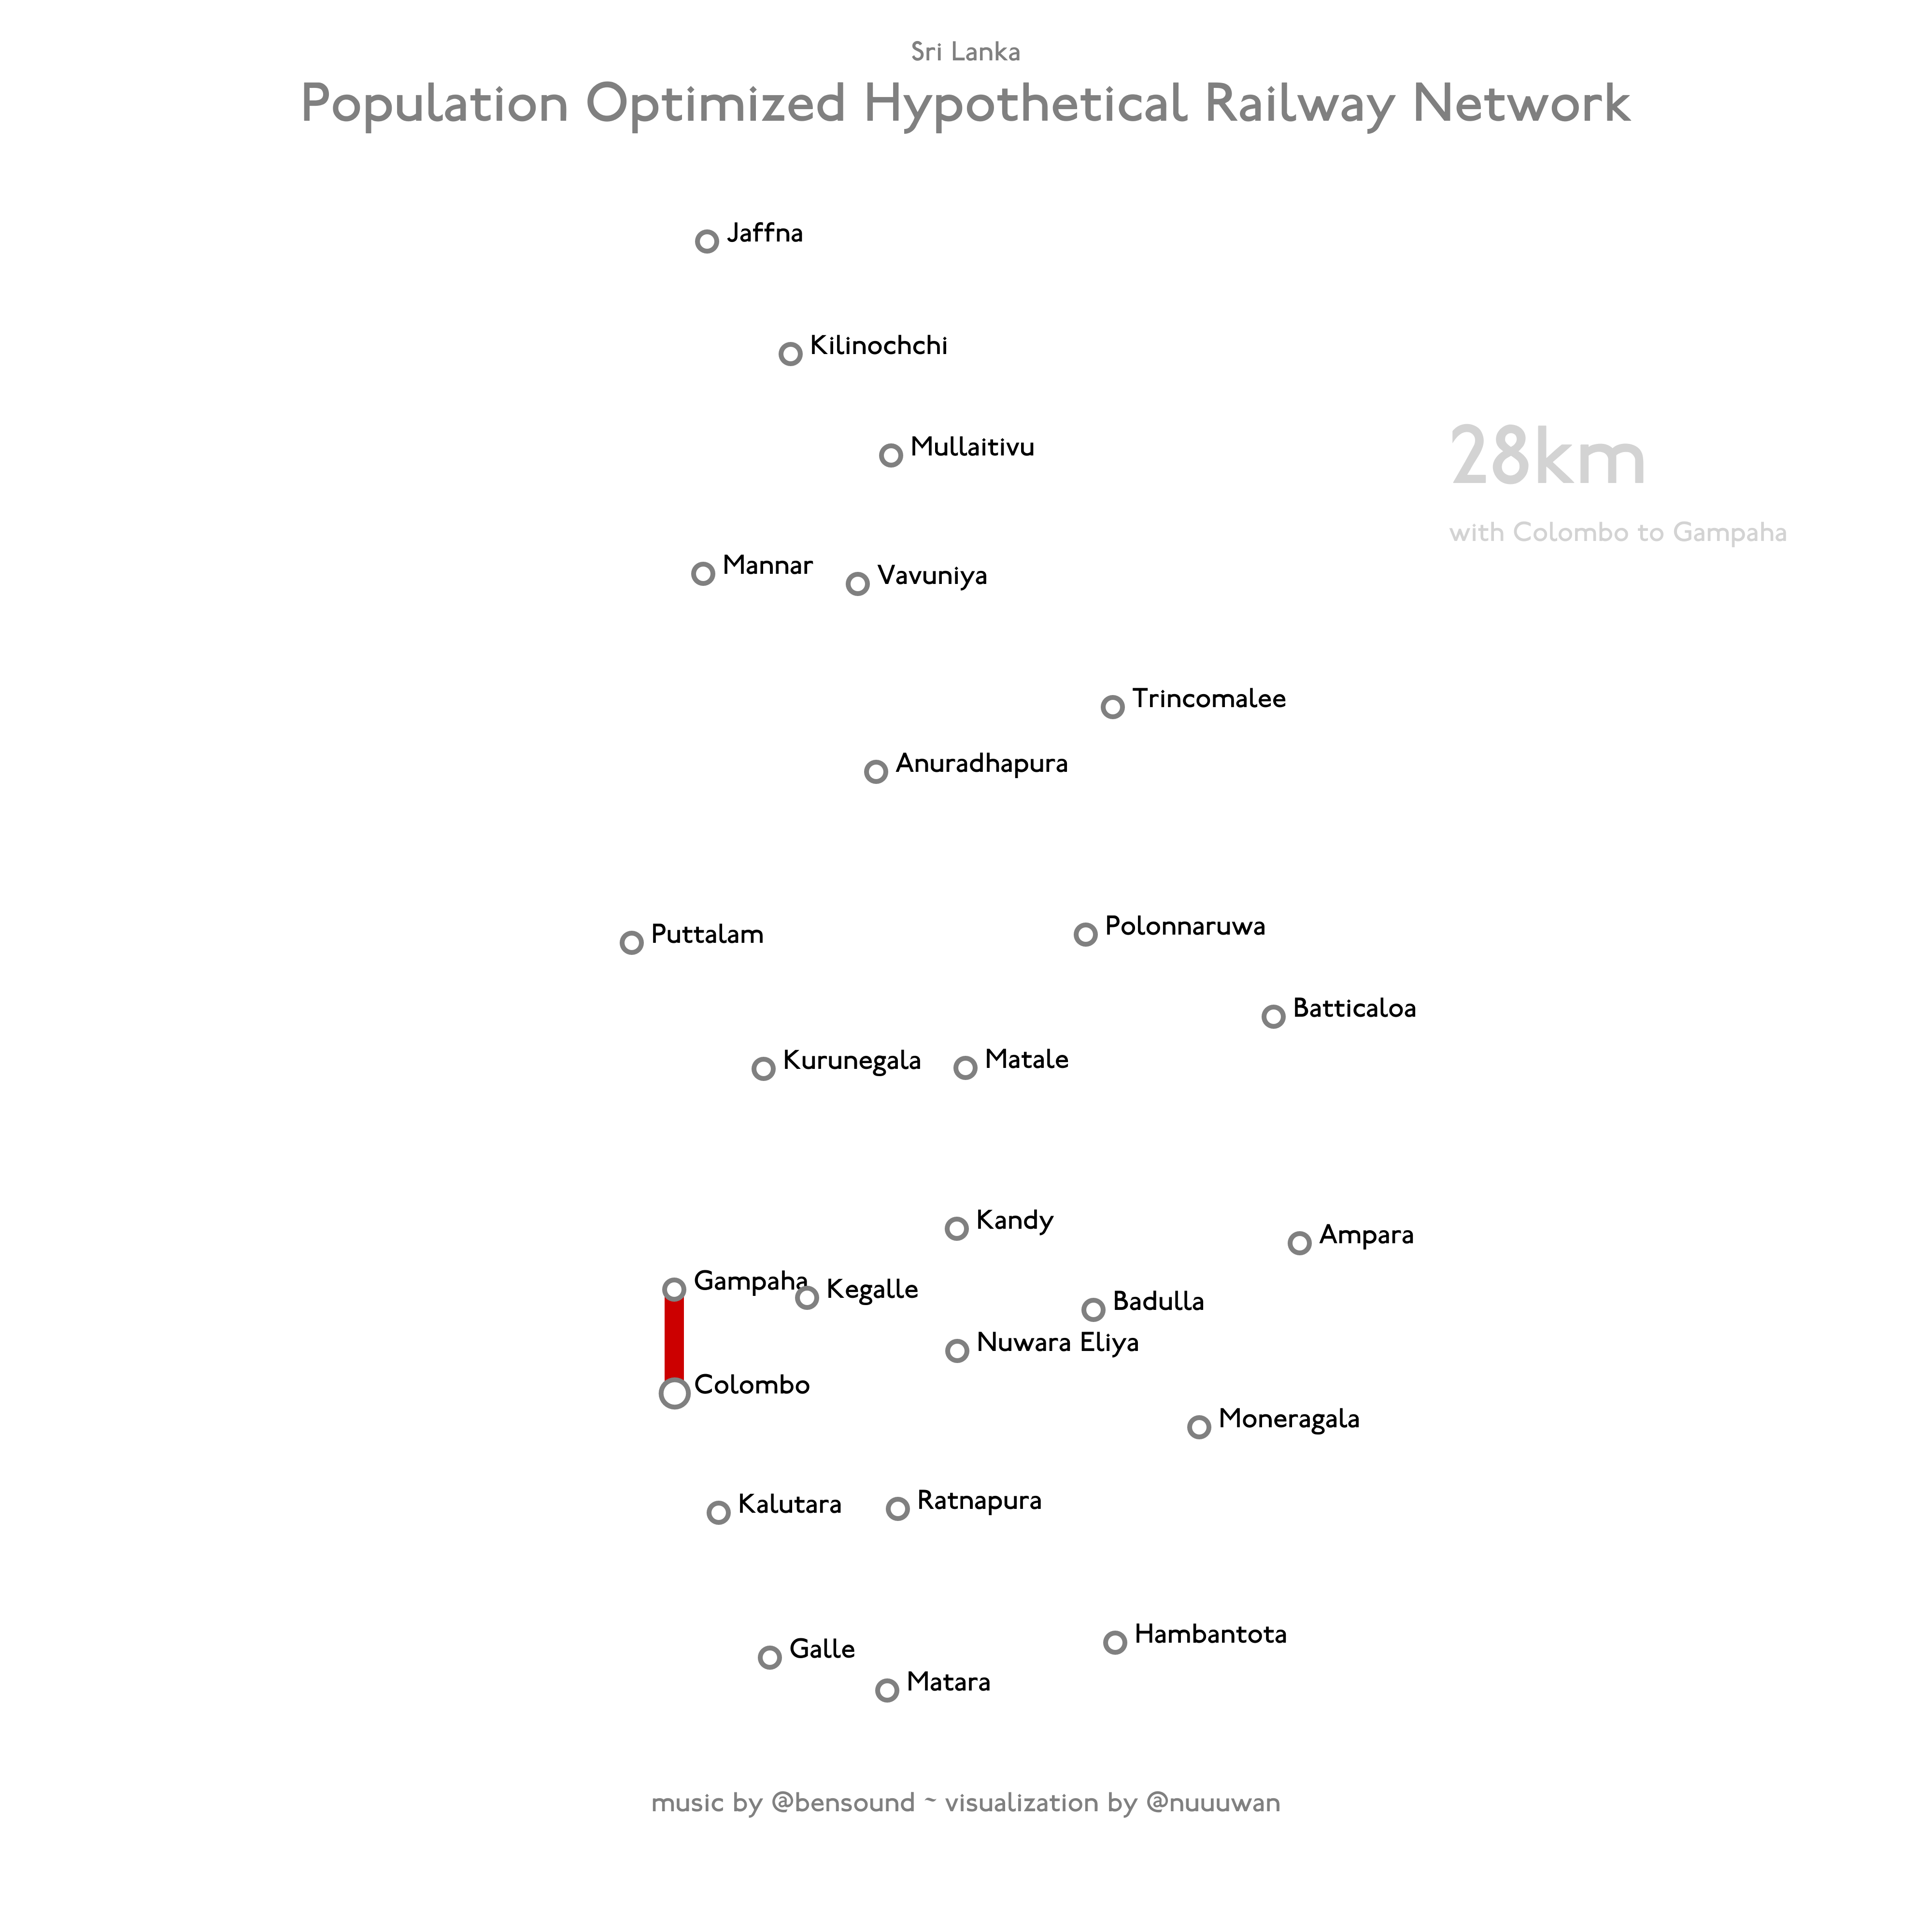 Sri Lanka
Population Optimized Hypothetical Railway Network
Jaffna
Kilinochchi
Mullaitivu
28km
with Colombo to Gampaha
Mannar
Vavuniya
Trincomalee
Anuradhapura
Puttalam
Polonnaruwa
Batticaloa
Kurunegala
Matale
Kandy
Ampara
Gampaha
Kegalle
Badulla
Nuwara Eliya
Colombo
Moneragala
Kalutara
Ratnapura
Galle
Hambantota
Matara
music by @bensound ~ visualization by @nuuuwan